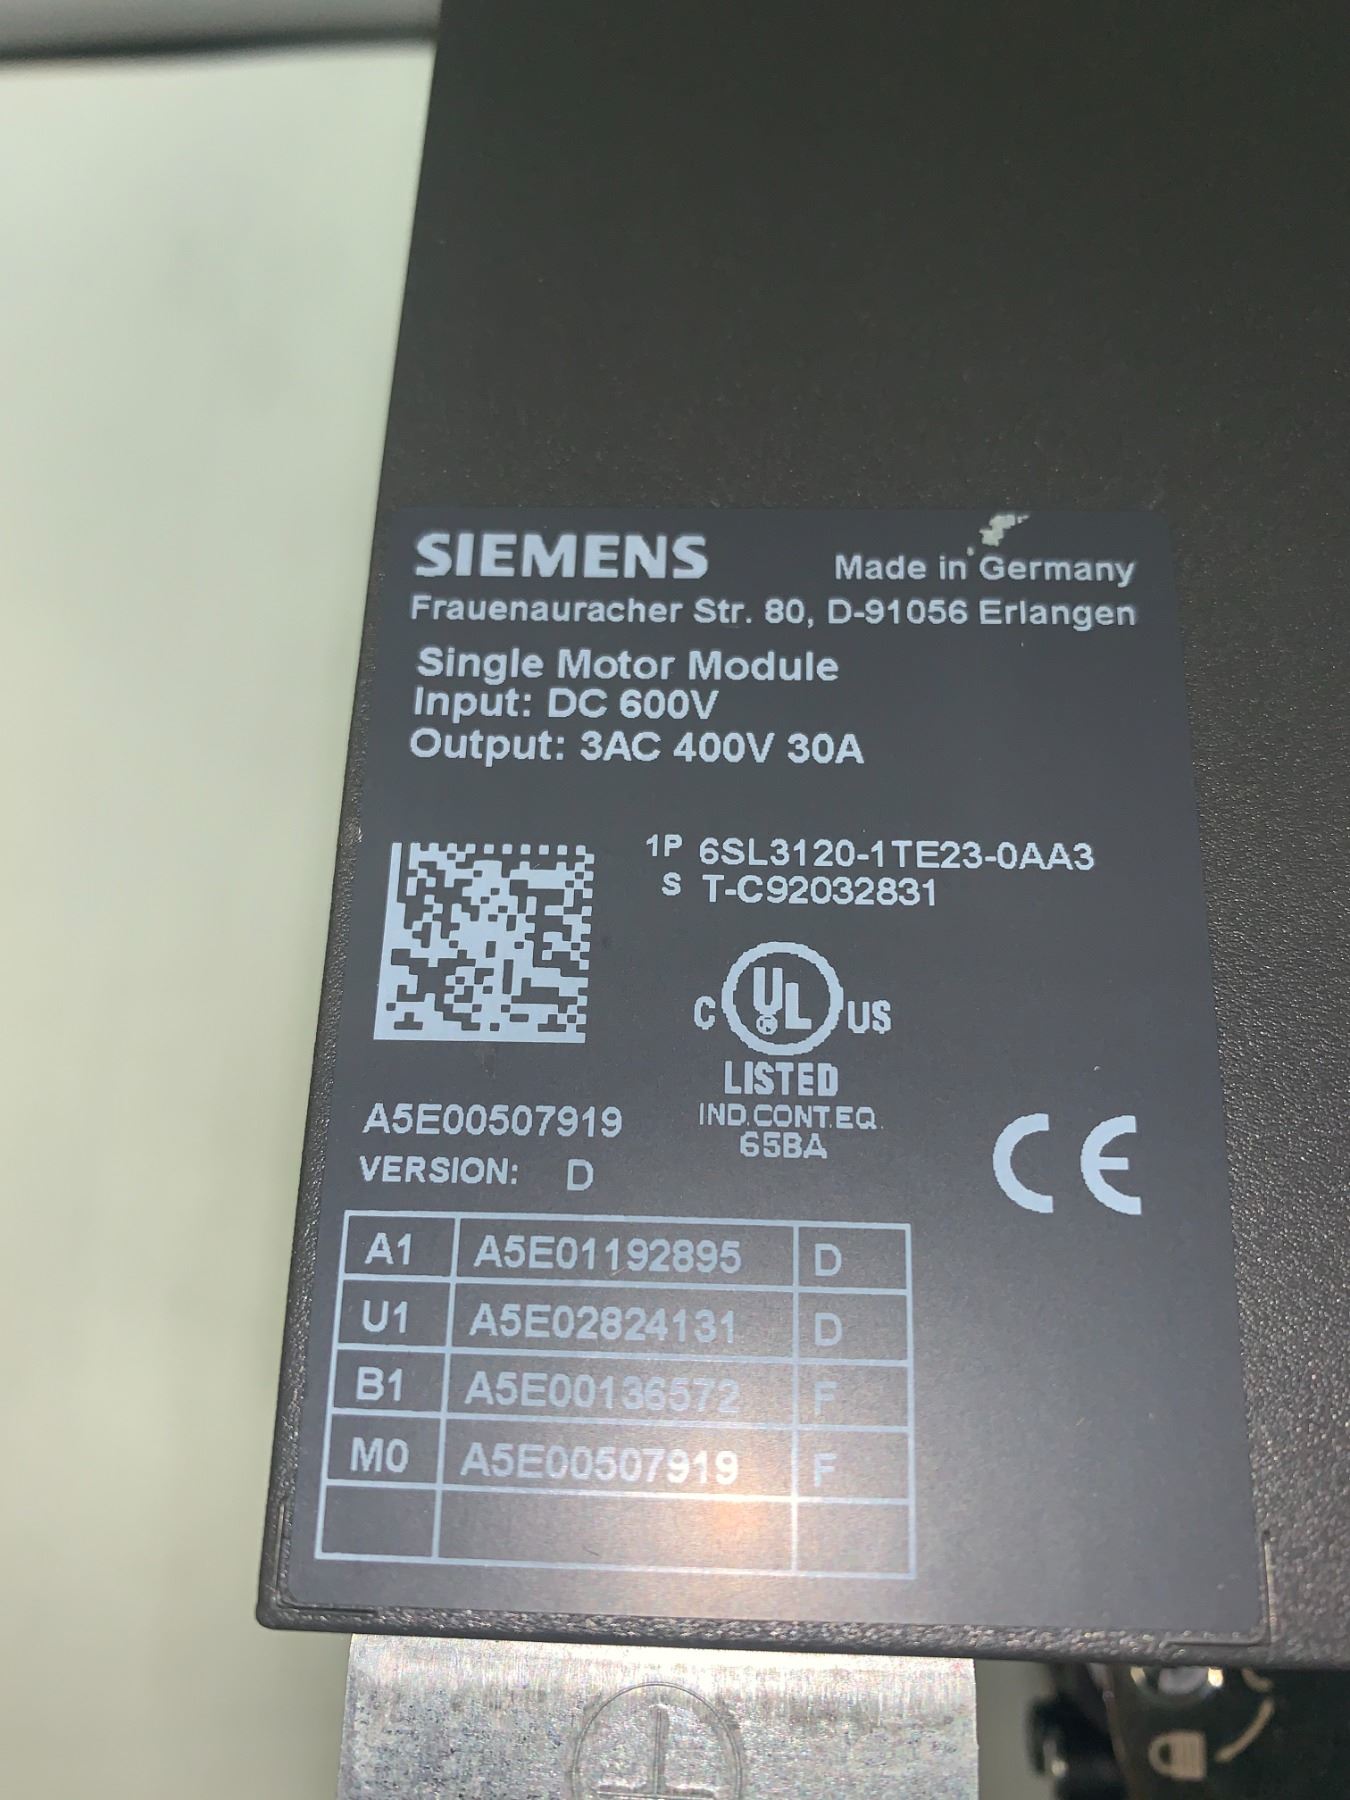 SIEMENS Made in Germany
Frauenauracher Str. 80, D-91056 Erlangen
Single Motor Module
Input: DC 600V
Output: 3AC 400V 30A
1P 6SL3120-1TE23-0AA3
S T-C92032831
C UL® US
LISTED
IND.CONT.EQ.
65BA
A5E00507919
VERSION: D
CE
A1 A5E01192895 D
U1 A5E02824131 D
B1 A5E00136572 F
M0 A5E00507919 F